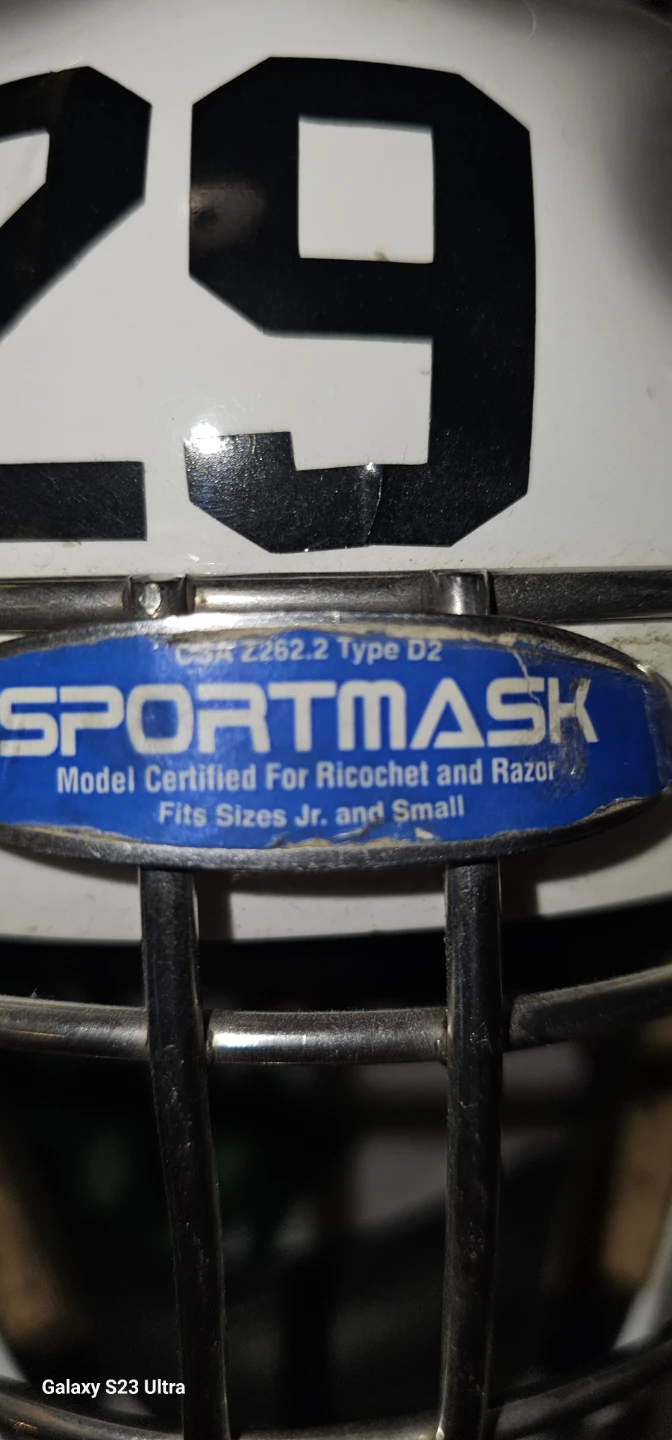 29
CSA Z262.2 Type D2
SPORTMASK
Model Certified For Ricochet and Razor
Fits Sizes Jr. and Small
Galaxy S23 Ultra